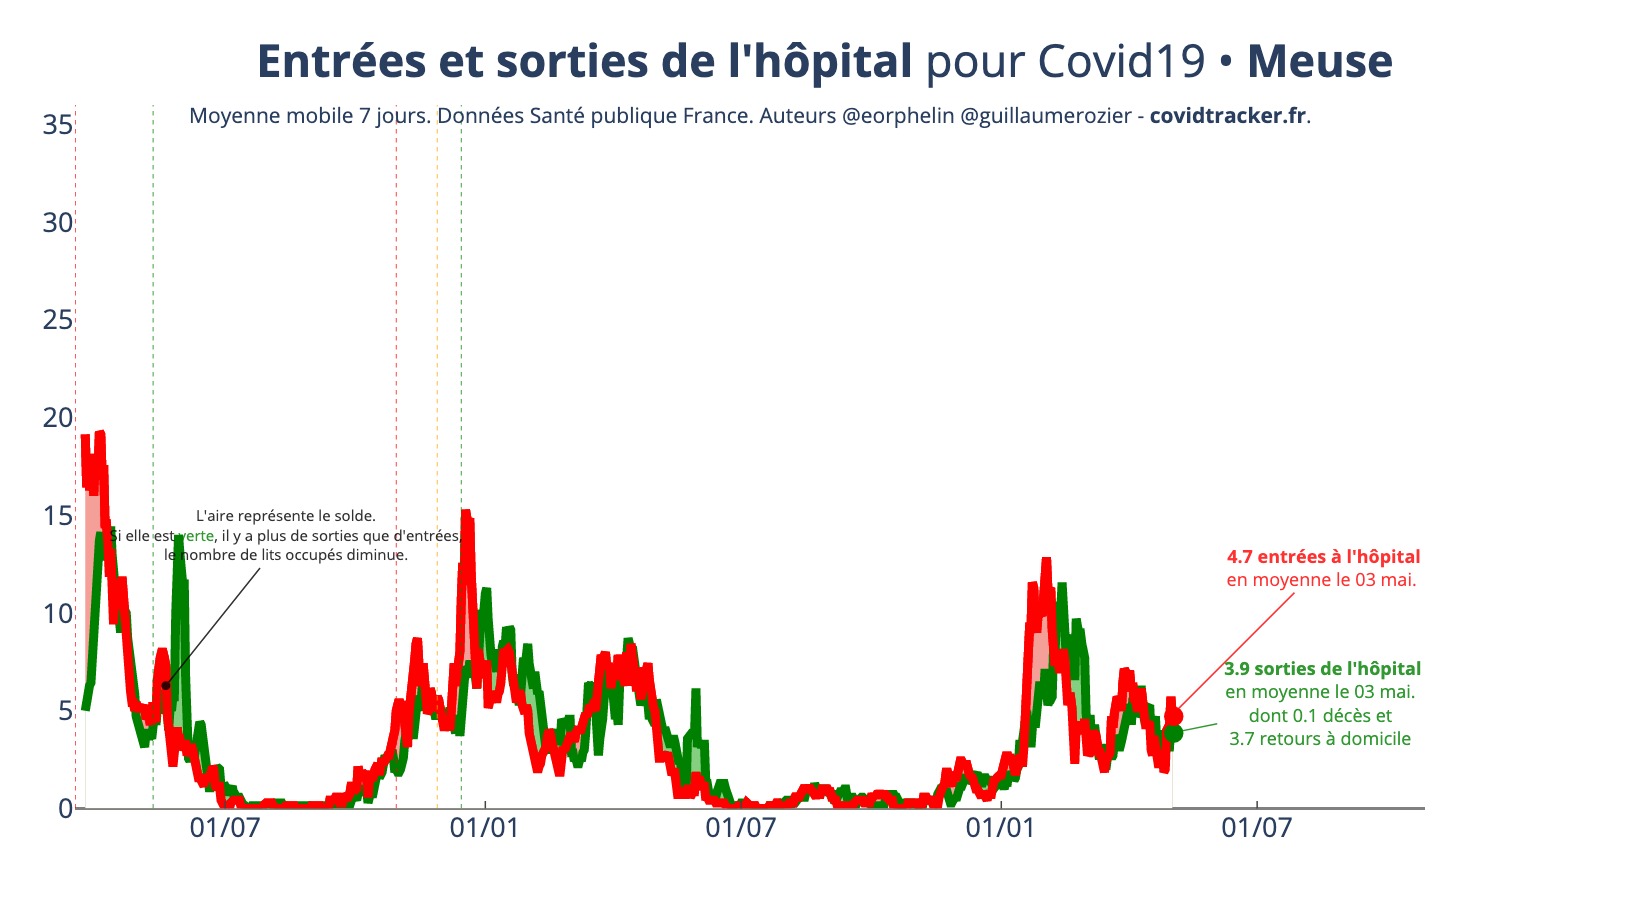 Entrées et sorties de l'hôpital pour Covid19 • Meuse
Moyenne mobile 7 jours. Données Santé publique France. Auteurs @eorphelin @guillaumerozier - covidtracker.fr.
35
30
25
20
15
10
5
0
L'aire représente le solde.
Si elle est verte, il y a plus de sorties que d'entrées,
le nombre de lits occupés diminue.
4.7 entrées à l'hôpital
en moyenne le 03 mai.
3.9 sorties de l'hôpital
en moyenne le 03 mai.
dont 0.1 décès et
3.7 retours à domicile
01/07
01/01
01/07
01/01
01/07